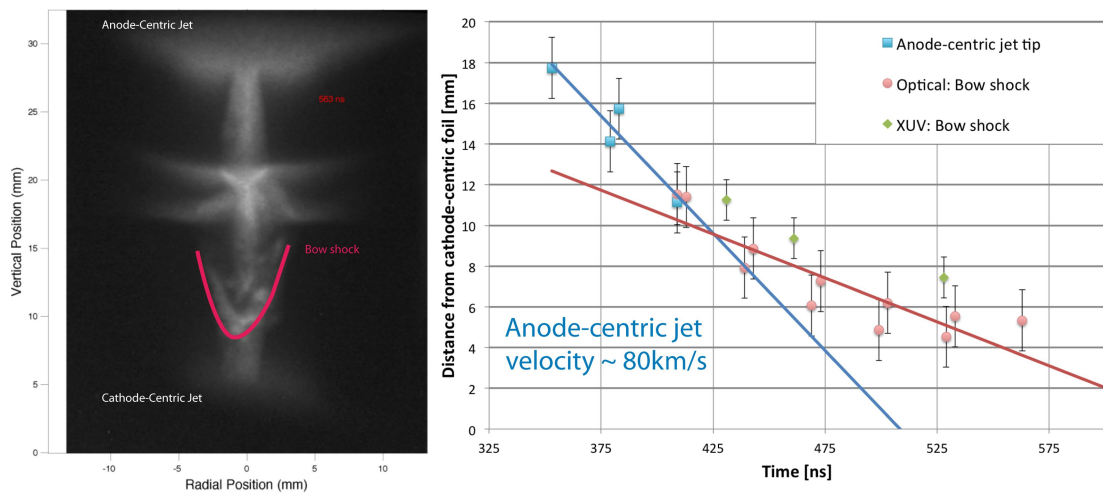 Anode-Centric Jet
563 ns
Bow shock
Cathode-Centric Jet
30
25
20
15
10
5
0
Vertical Position (mm)
-10
-5
0
5
10
Radial Position (mm)
20
18
16
14
12
10
8
6
4
2
0
Distance from cathode-centric foil [mm]
Anode-centric jet tip
Optical: Bow shock
XUV: Bow shock
Anode-centric jet
velocity ~ 80km/s
325
375
425
475
525
575
Time [ns]